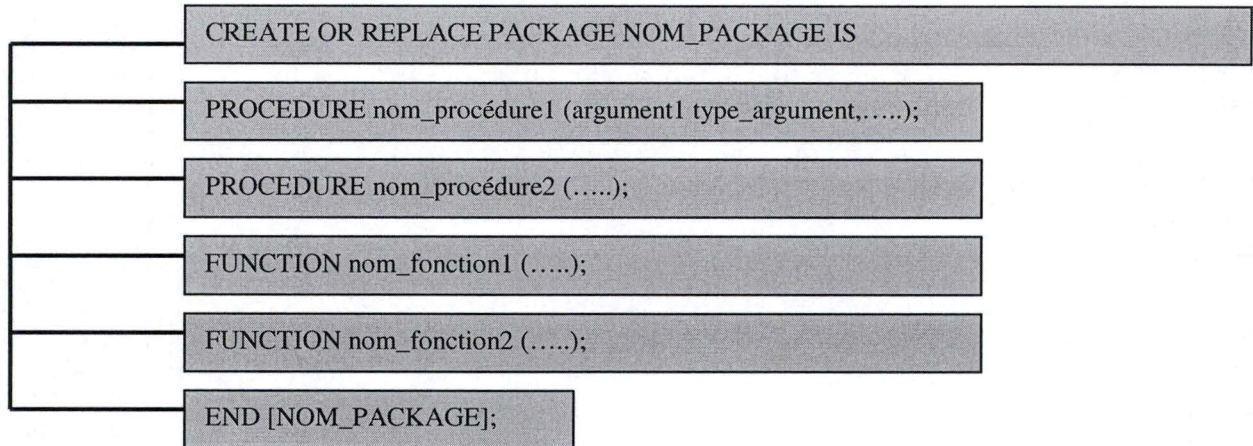 CREATE OR REPLACE PACKAGE NOM_PACKAGE IS
PROCEDURE nom_procédure1 (argument1 type_argument,…..);
PROCEDURE nom_procédure2 (…..);
FUNCTION nom_fonction1 (…..);
FUNCTION nom_fonction2 (…..);
END [NOM_PACKAGE];